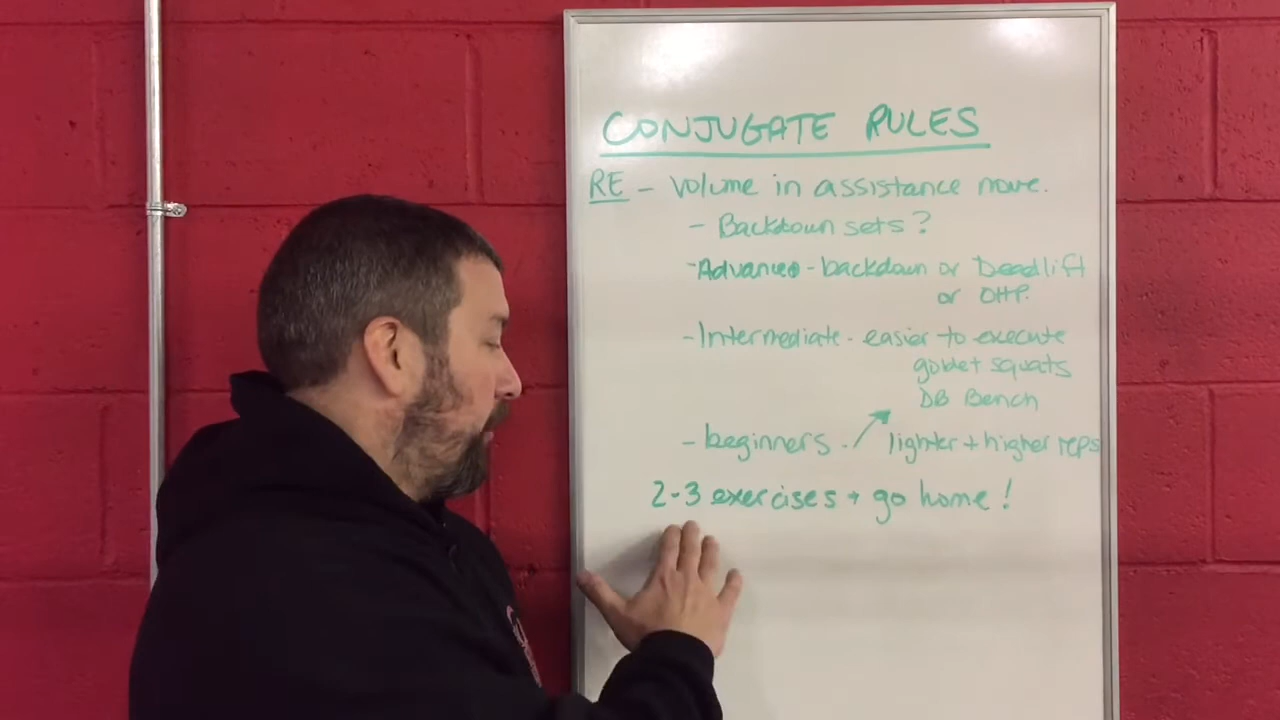 CONJUGATE RULES
RE - Volume in assistance move.
- Backdown sets?
- Advanced - backdown or Deadlift
or OHP.
- Intermediate - easier to execute
goblet squats
DB Bench
- beginners - ↗ lighter + higher reps
2-3 exercises + go home!